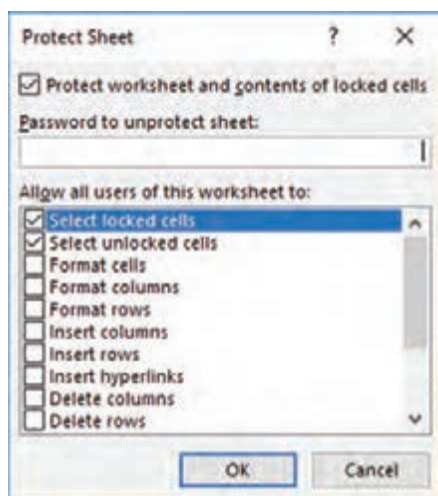 Protect Sheet ?
Protect worksheet and contents of locked cells
Password to unprotect sheet:
Allow all users of this worksheet to:
Select locked cells
Select unlocked cells
Format cells
Format columns
Format rows
Insert columns
Insert rows
Insert hyperlinks
Delete columns
Delete rows
OK Cancel